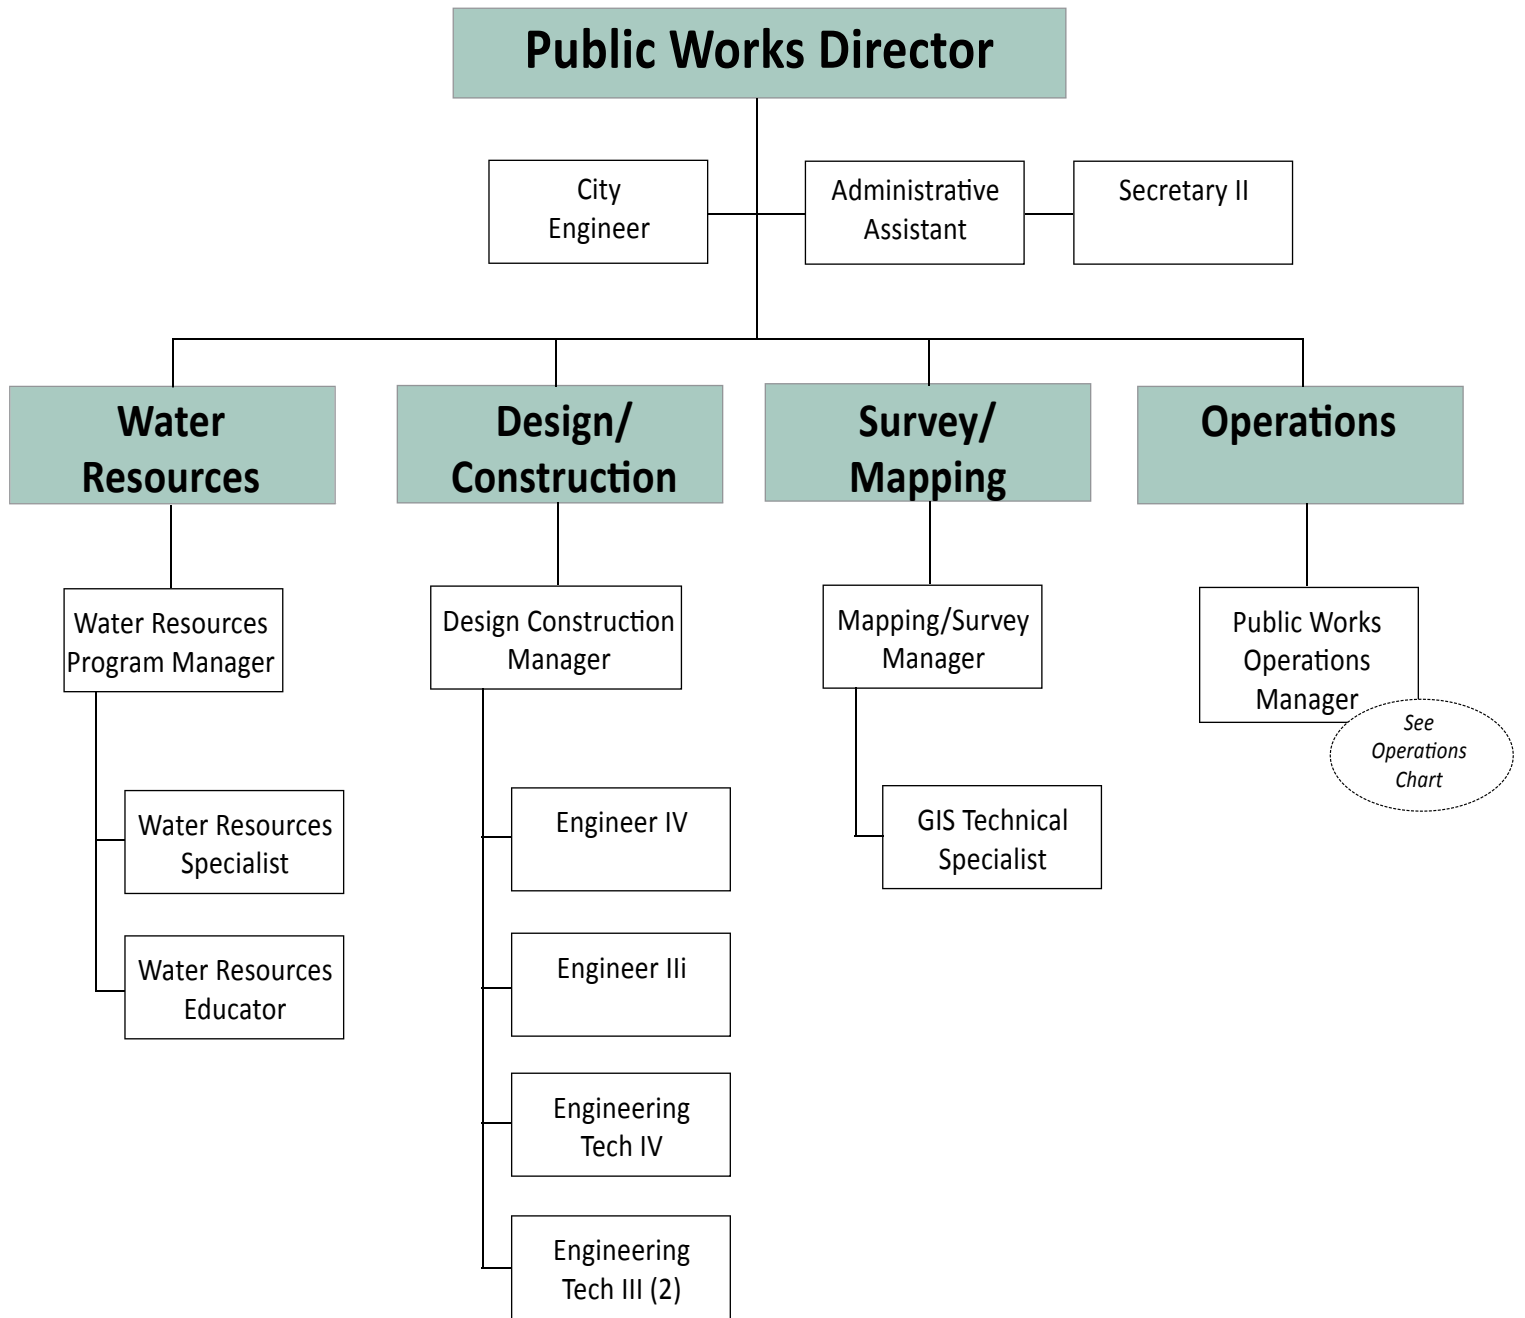 Public Works Director
City
Engineer
Administrative
Assistant
Secretary II
Water
Resources
Design/
Construction
Survey/
Mapping
Operations
Water Resources
Program Manager
Design Construction
Manager
Mapping/Survey
Manager
Public Works
Operations
Manager
See
Operations
Chart
Water Resources
Specialist
Water Resources
Educator
Engineer IV
Engineer IIi
Engineering
Tech IV
Engineering
Tech III (2)
GIS Technical
Specialist